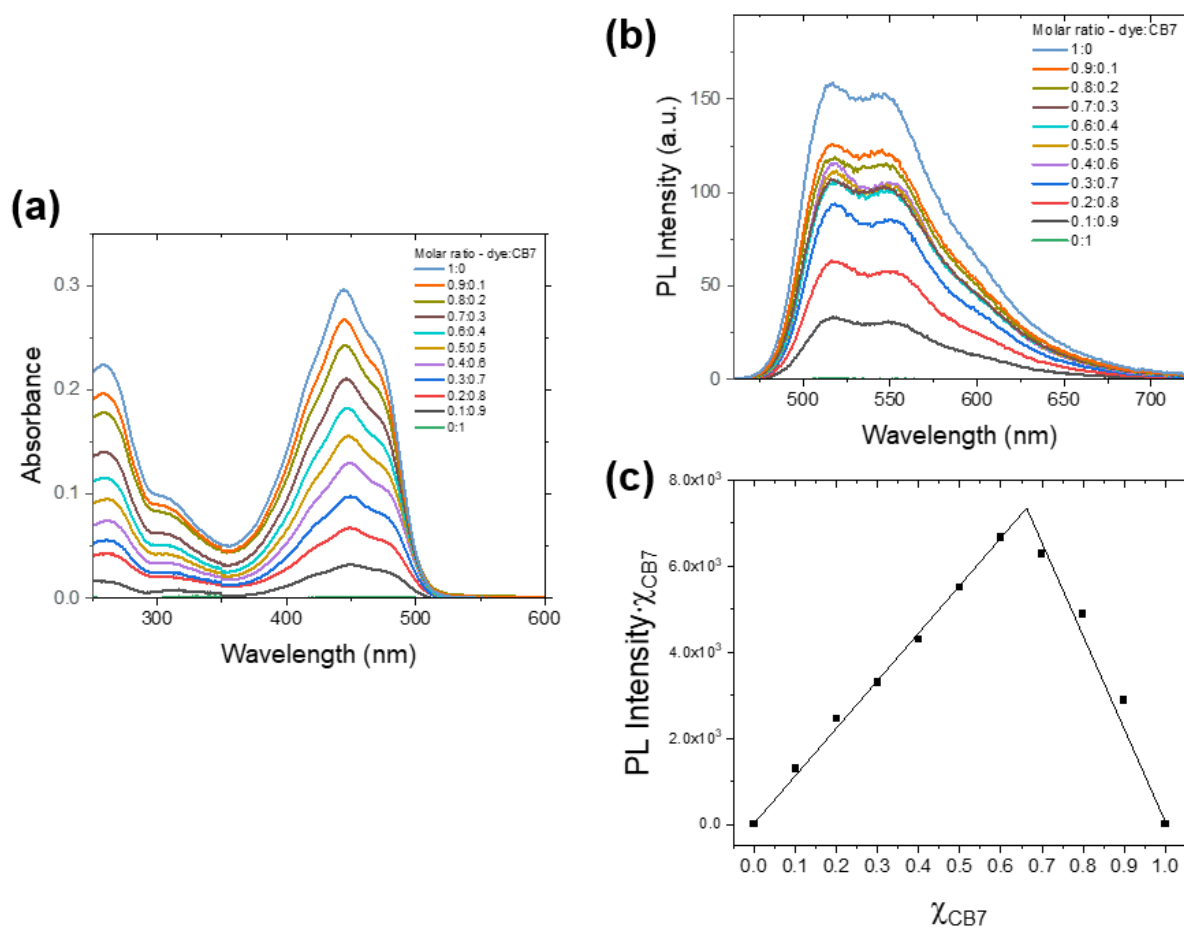 (a)
Absorbance
0.3
0.2
0.1
0.0
300
400
500
600
Wavelength (nm)
Molar ratio - dye:CB7
1:0
0.9:0.1
0.8:0.2
0.7:0.3
0.6:0.4
0.5:0.5
0.4:0.6
0.3:0.7
0.2:0.8
0.1:0.9
0:1
(b)
PL Intensity (a.u.)
150
100
50
0
500
550
600
650
700
Wavelength (nm)
Molar ratio - dye:CB7
1:0
0.9:0.1
0.8:0.2
0.7:0.3
0.6:0.4
0.5:0.5
0.4:0.6
0.3:0.7
0.2:0.8
0.1:0.9
0:1
(c)
PL Intensity·χCB7
8.0x10³
6.0x10³
4.0x10³
2.0x10³
0.0
0.0 0.1 0.2 0.3 0.4 0.5 0.6 0.7 0.8 0.9 1.0
χCB7